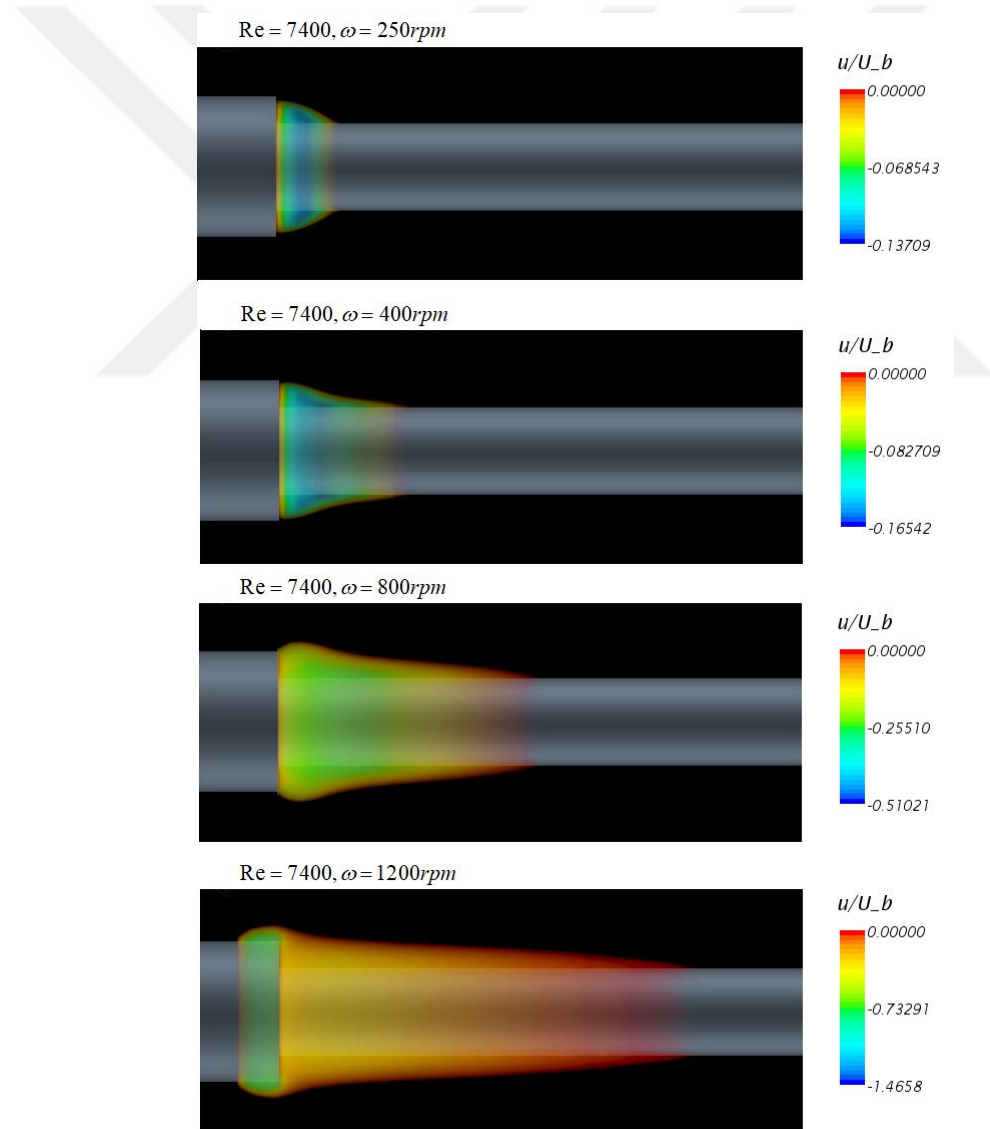 Re = 7400, ω = 250rpm
u/U_b
0.00000
-0.068543
-0.13709
Re = 7400, ω = 400rpm
u/U_b
0.00000
-0.082709
-0.16542
Re = 7400, ω = 800rpm
u/U_b
0.00000
-0.25510
-0.51021
Re = 7400, ω = 1200rpm
u/U_b
0.00000
-0.73291
-1.4658